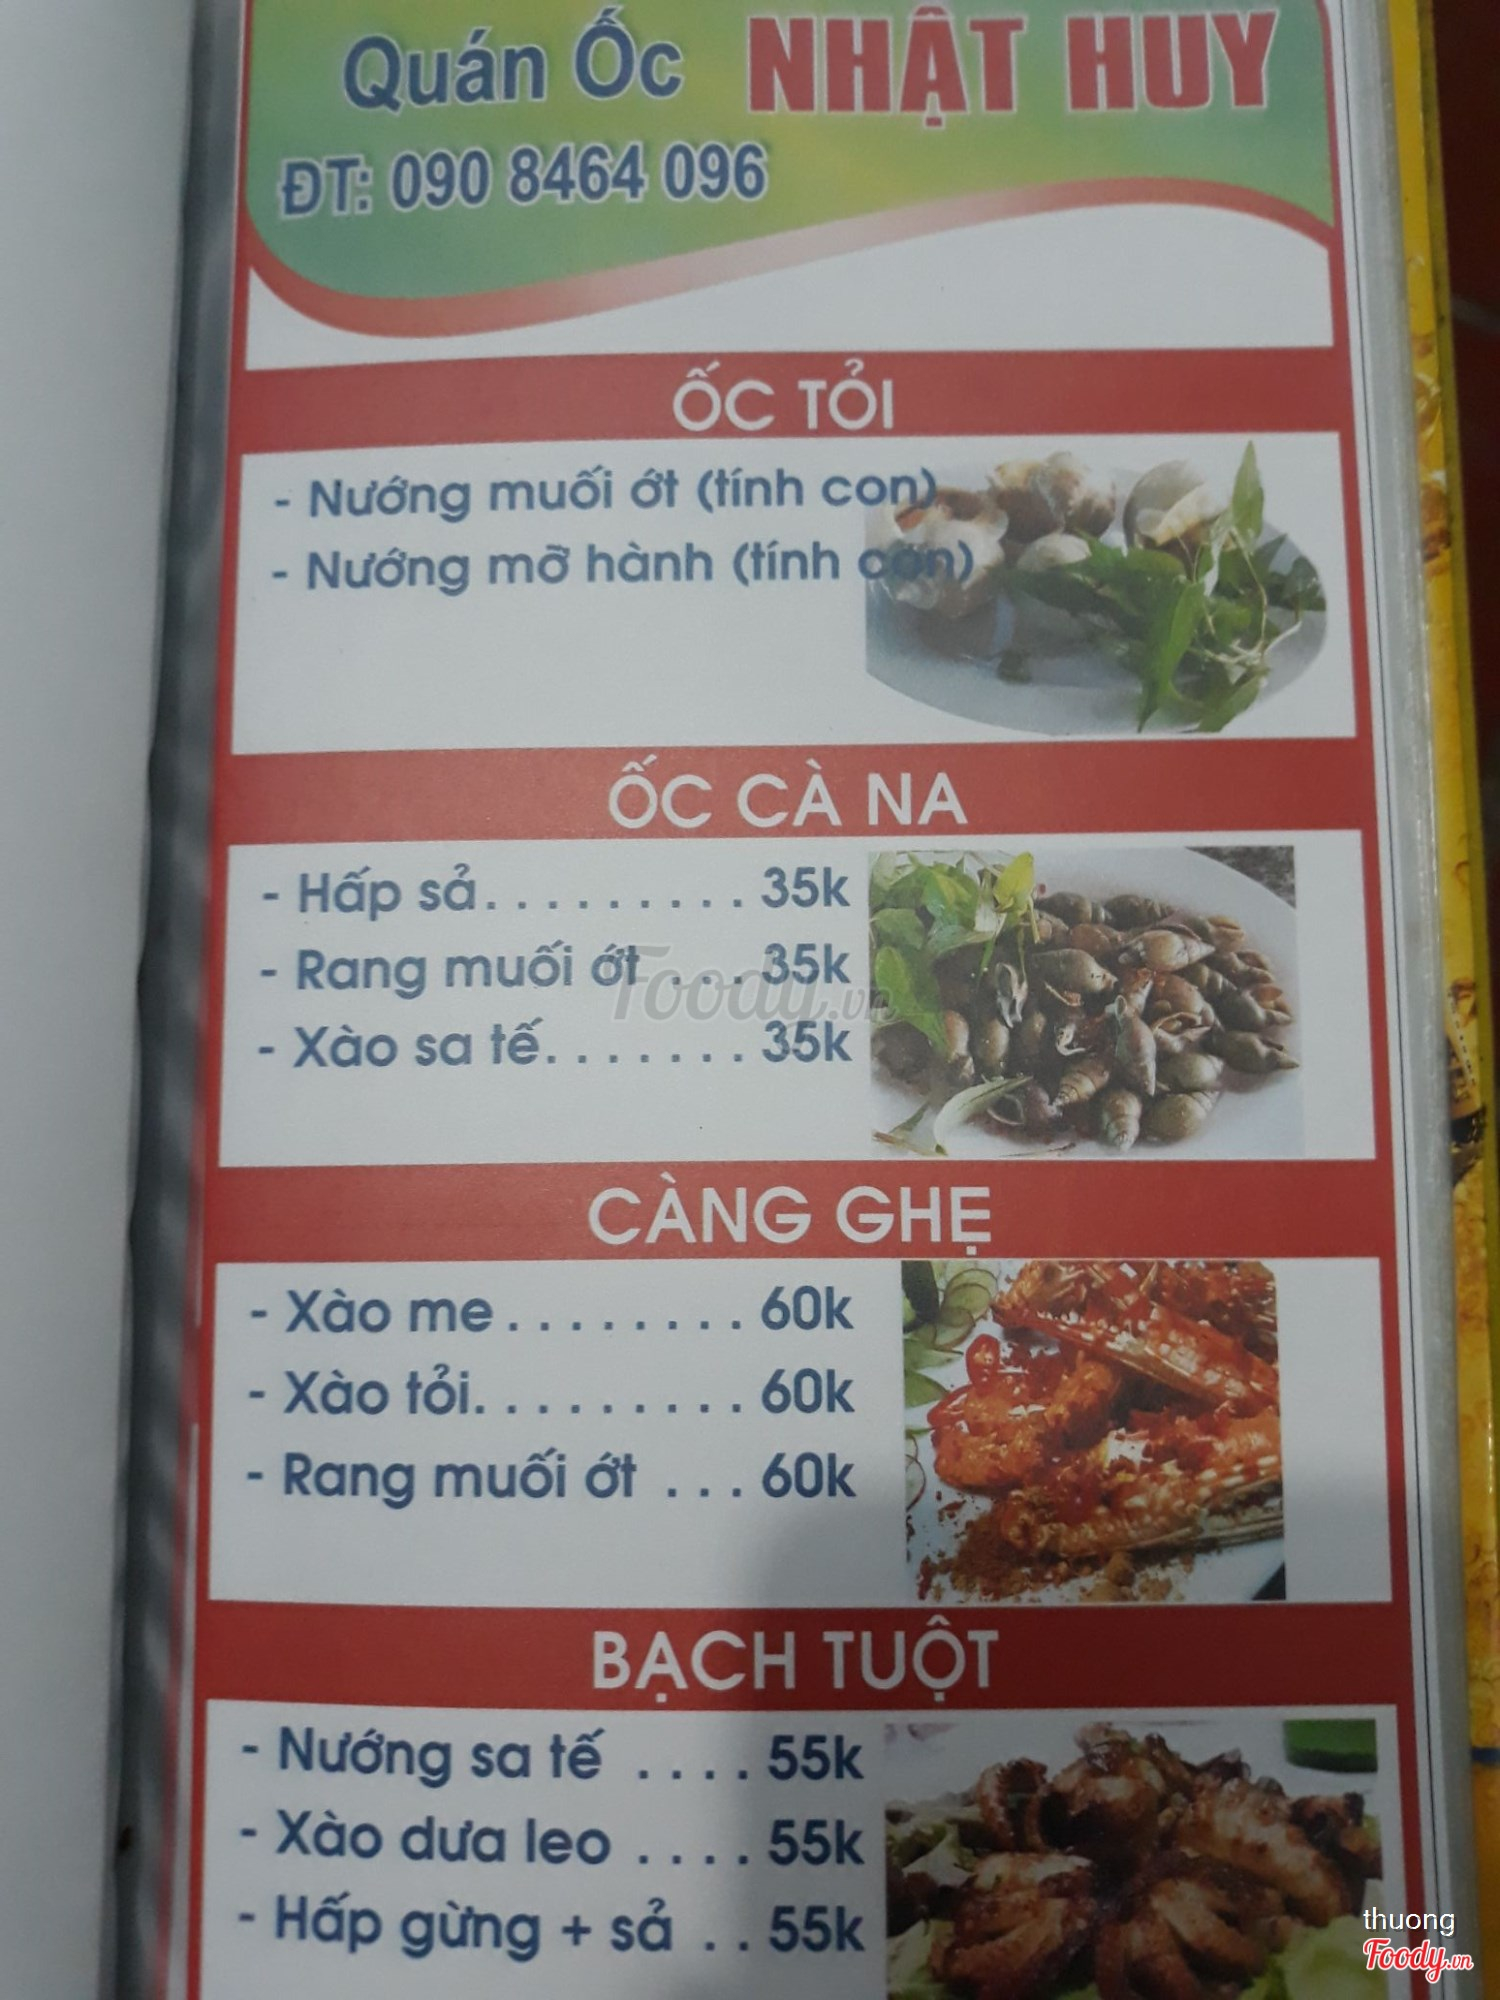 Quán Ốc NHẬT HUY
ĐT: 090 8464 096
ỐC TỎI
- Nướng muối ớt (tính con)
- Nướng mỡ hành (tính con)
ỐC CÀ NA
- Hấp sả.......... 35k
- Rang muối ớt ... 35k
- Xào sa tế........ 35k
Foody.vn
CÀNG GHẸ
- Xào me ......... 60k
- Xào tỏi.......... 60k
- Rang muối ớt ... 60k
BẠCH TUỘT
- Nướng sa tế .... 55k
- Xào dưa leo .... 55k
- Hấp gừng + sả .. 55k
thuong
Foody.vn